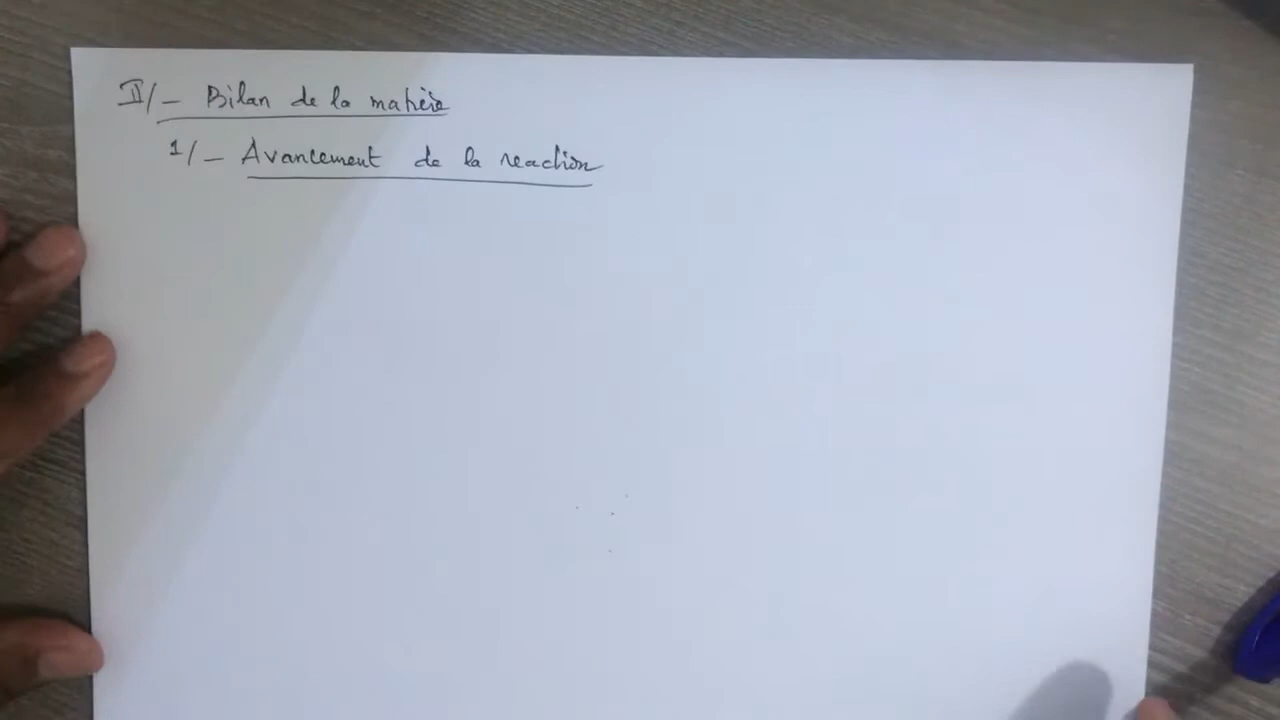 II/- Bilan de la matière
1/- Avancement de la reaction